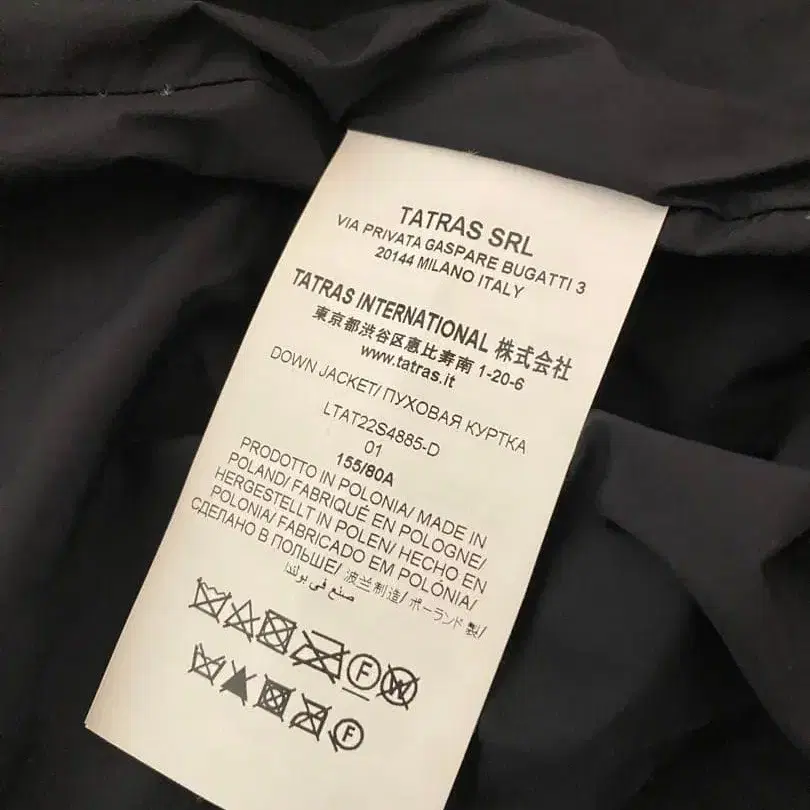 TATRAS SRL
VIA PRIVATA GASPARE BUGATTI 3
20144 MILANO ITALY
TATRAS INTERNATIONAL 株式会社
東京都渋谷区恵比寿南 1-20-6
www.tatras.it
DOWN JACKET/ ПУХОВАЯ КУРТКА
LTAT22S4885-D
01
155/80A
PRODOTTO IN POLONIA/ MADE IN
POLAND/ FABRIQUÉ EN POLOGNE/
HERGESTELLT IN POLEN/ HECHO EN
POLONIA/ FABRICADO EM POLÓNIA/
СДЕЛАНО В ПОЛЬШЕ/ 波兰制造/ ポーランド 製/
صنع في بولندا
F W
F